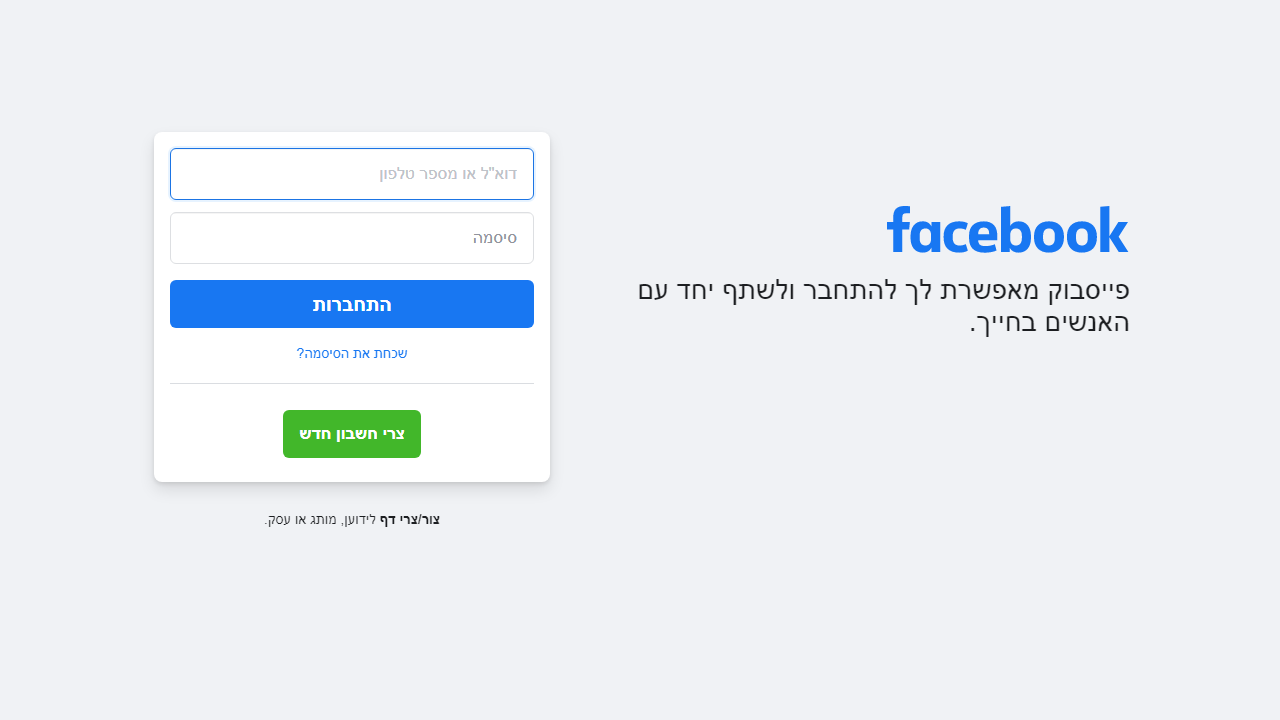 facebook
פייסבוק מאפשרת לך להתחבר ולשתף יחד עם
האנשים בחייך.
דוא"ל או מספר טלפון
סיסמה
התחברות
שכחת את הסיסמה?
צרי חשבון חדש
צור/צרי דף לידוען, מותג או עסק.